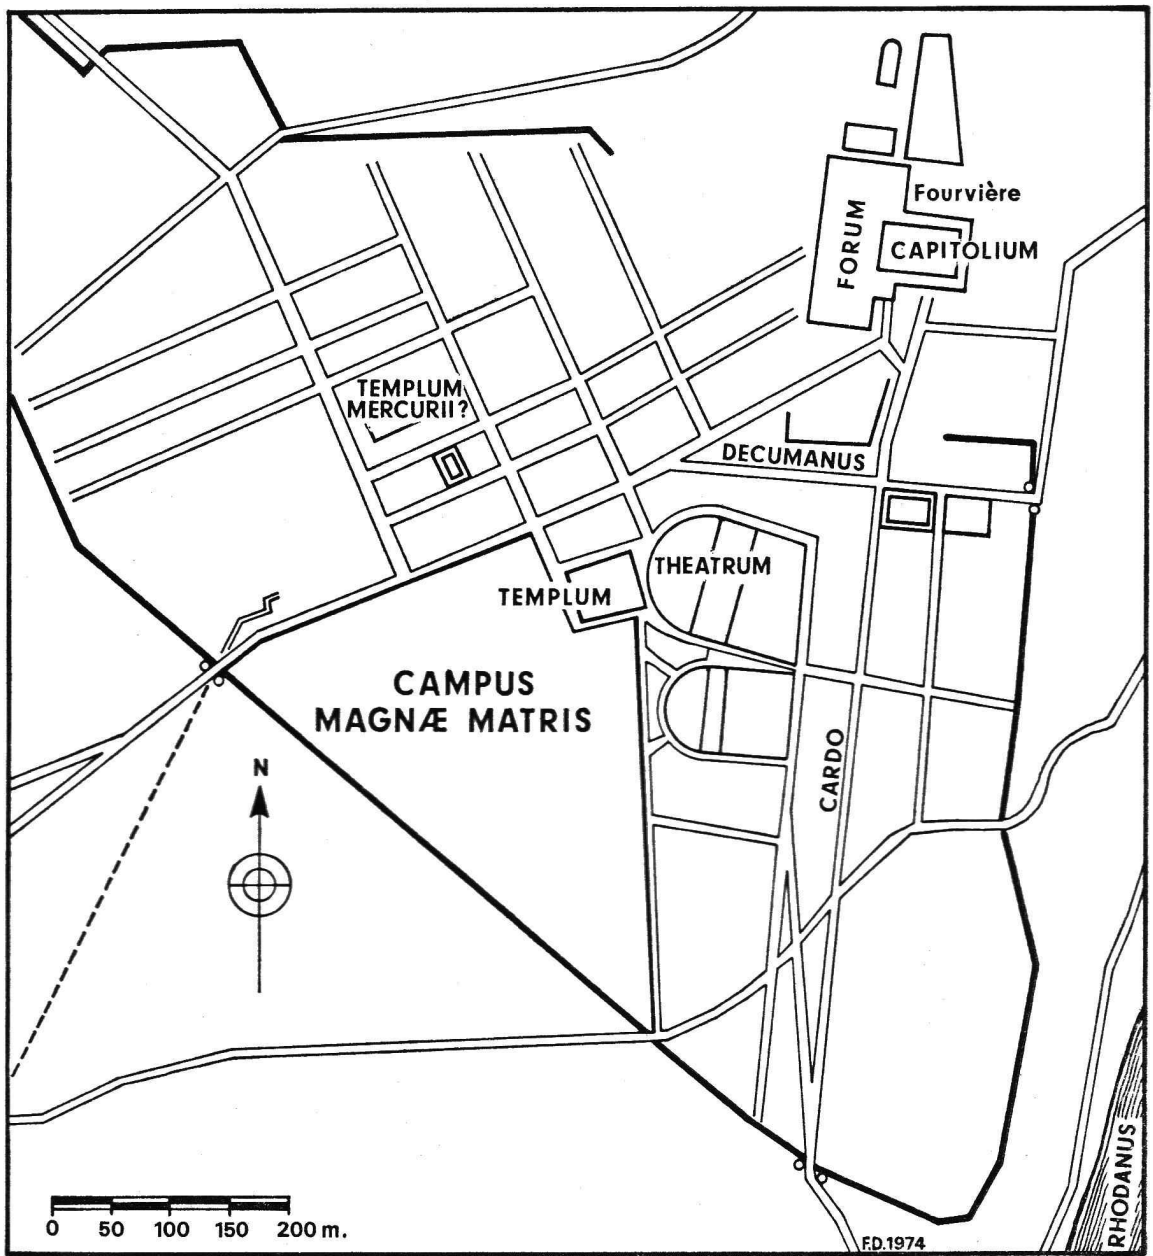 Fourvière
FORUM
CAPITOLIUM
TEMPLUM
MERCURII?
DECUMANUS
THEATRUM
TEMPLUM
CAMPUS
MAGNÆ MATRIS
CARDO
N
RHODANUS
0 50 100 150 200 m.
F.D.1974